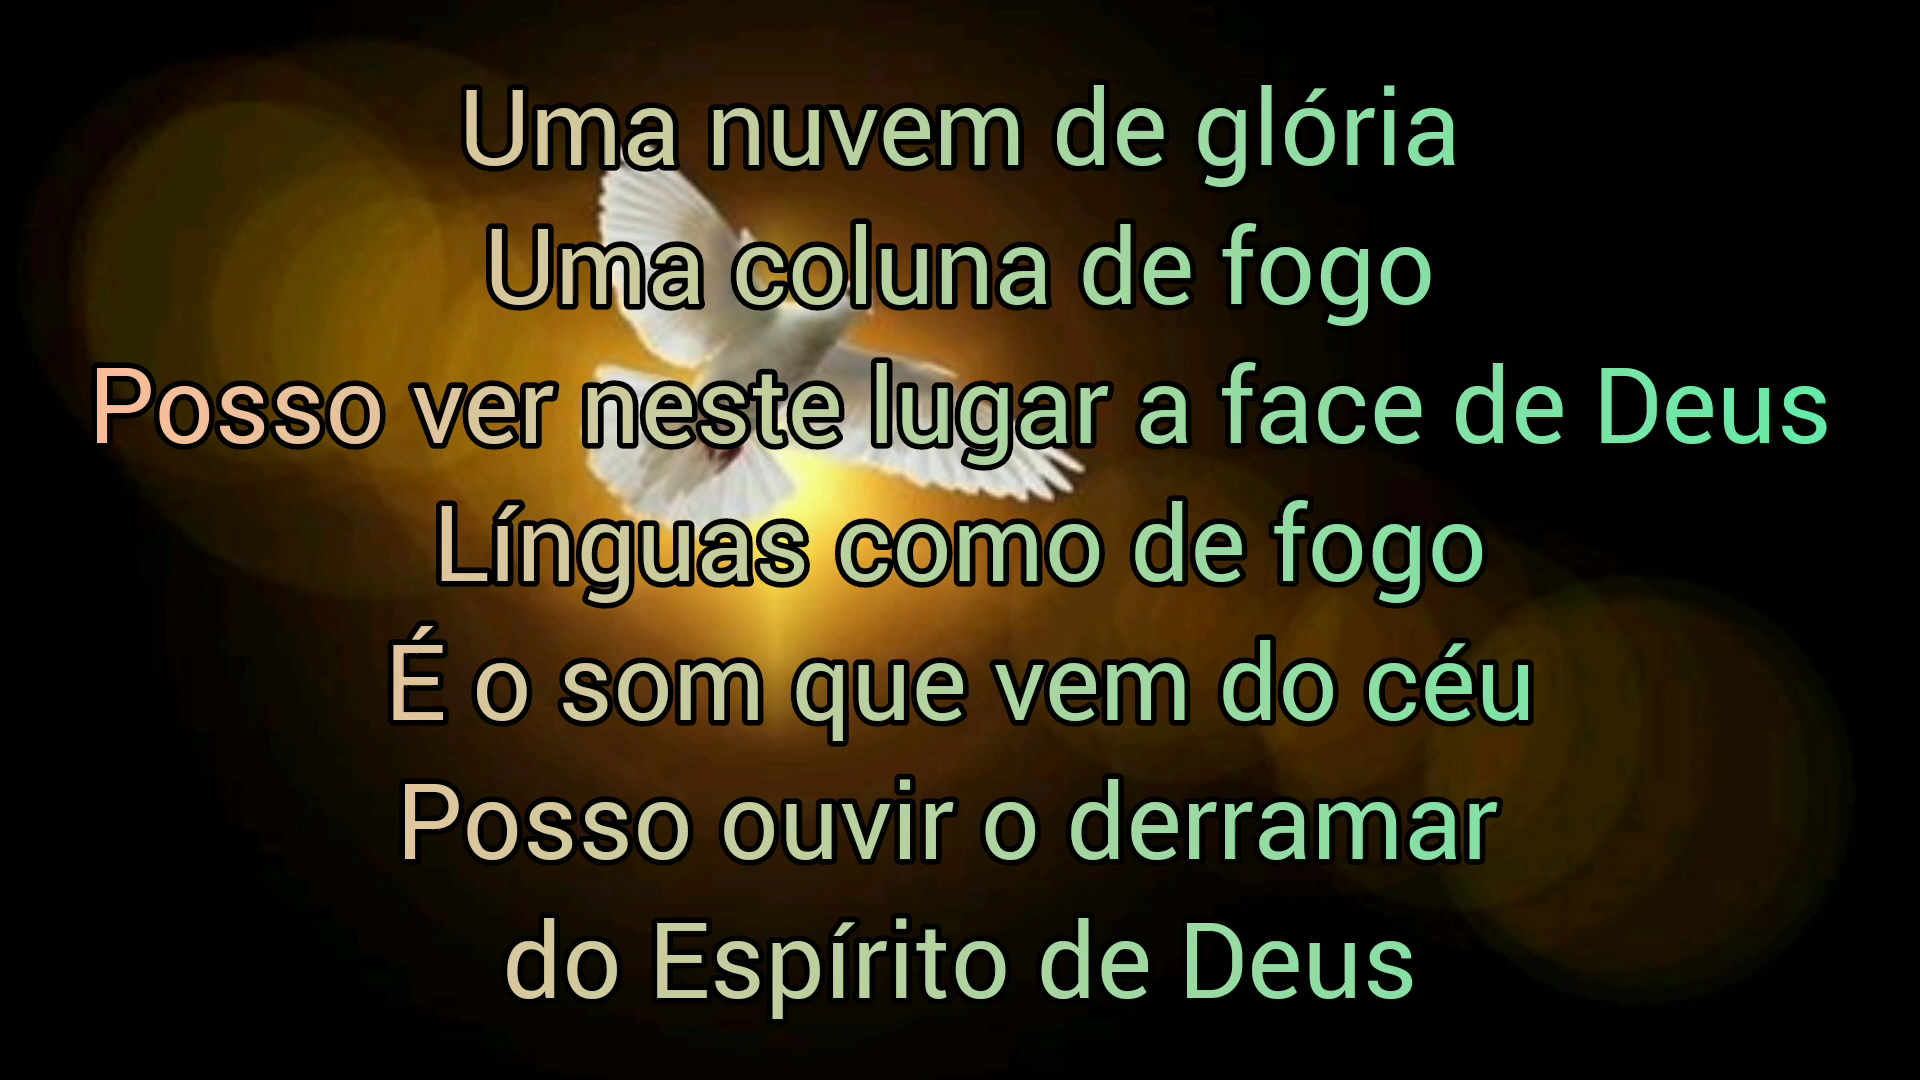 Uma nuvem de glória
Uma coluna de fogo
Posso ver neste lugar a face de Deus
Línguas como de fogo
É o som que vem do céu
Posso ouvir o derramar
do Espírito de Deus